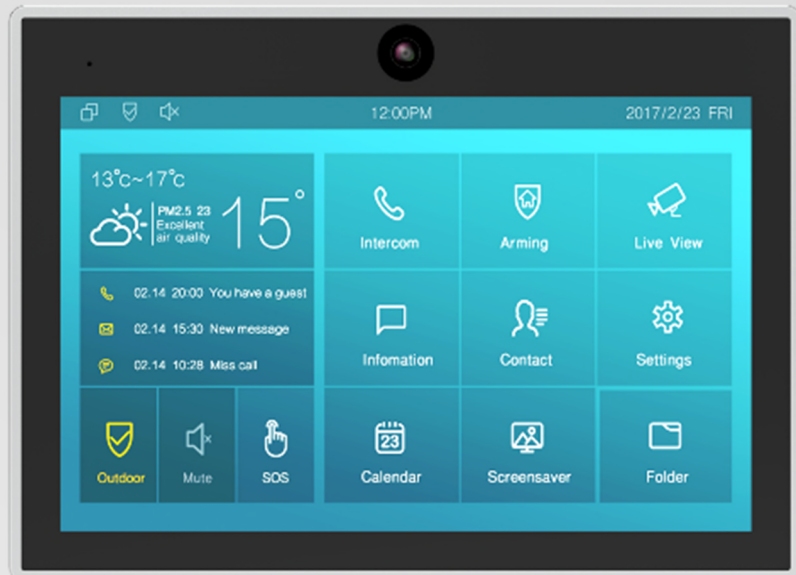 12:00PM
2017/2/23 FRI
13°c~17°c
PM2.5 23
Excellent
air quality
15°
02.14 20:00 You have a guest
02.14 15:30 New message
02.14 10:28 Miss call
Outdoor
Mute
SOS
Intercom
Arming
Live View
Infomation
Contact
Settings
23
Calendar
Screensaver
Folder